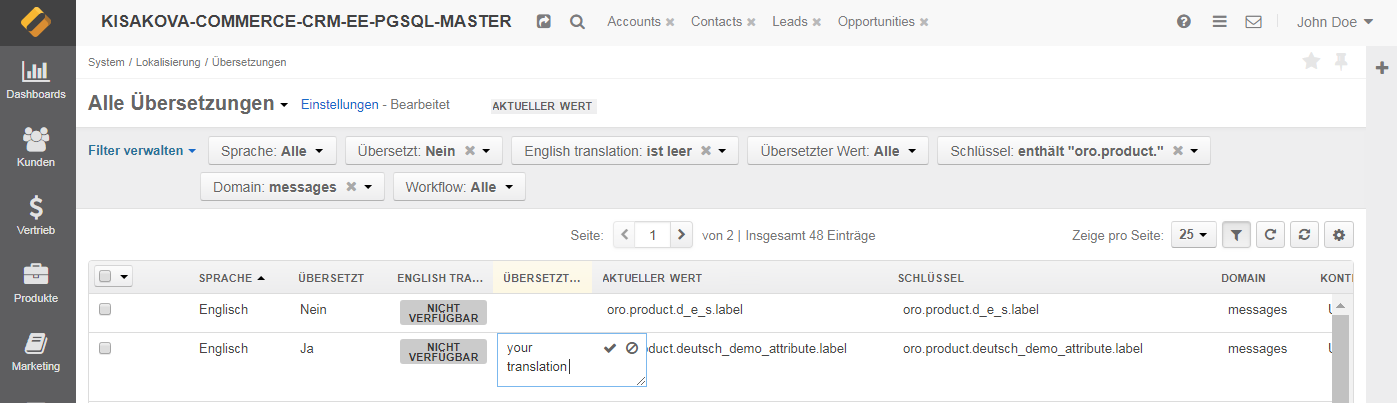 KISAKOVA-COMMERCE-CRM-EE-PGSQL-MASTER Accounts × Contacts × Leads × Opportunities × John Doe
System / Lokalisierung / Übersetzungen
Dashboards
Alle Übersetzungen Einstellungen - Bearbeitet AKTUELLER WERT
Filter verwalten Sprache: Alle Übersetzt: Nein × English translation: ist leer × Übersetzter Wert: Alle Schlüssel: enthält "oro.product." ×
Kunden
Domain: messages × Workflow: Alle
Vertrieb
Seite: 1 von 2 | Insgesamt 48 Einträge Zeige pro Seite: 25
SPRACHE ÜBERSETZT ENGLISH TRA... ÜBERSETZT... AKTUELLER WERT SCHLÜSSEL DOMAIN
Produkte
Englisch Nein NICHT VERFÜGBAR oro.product.d_e_s.label oro.product.d_e_s.label messages
Englisch Ja NICHT VERFÜGBAR your translation duct.deutsch_demo_attribute.label oro.product.deutsch_demo_attribute.label messages
Marketing